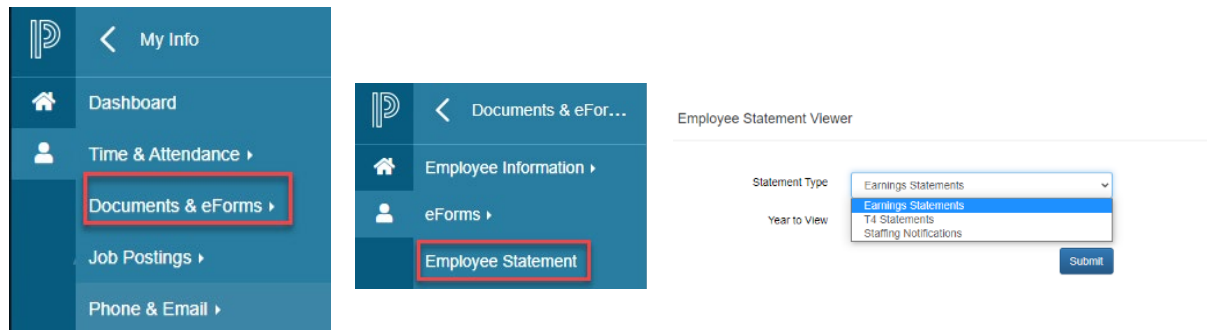 My Info
Dashboard
Time & Attendance
Documents & eForms
Job Postings
Phone & Email
Documents & eFor...
Employee Information
eForms
Employee Statement
Employee Statement Viewer
Statement Type
Earnings Statements
Earnings Statements
T4 Statements
Staffing Notifications
Year to View
Submit